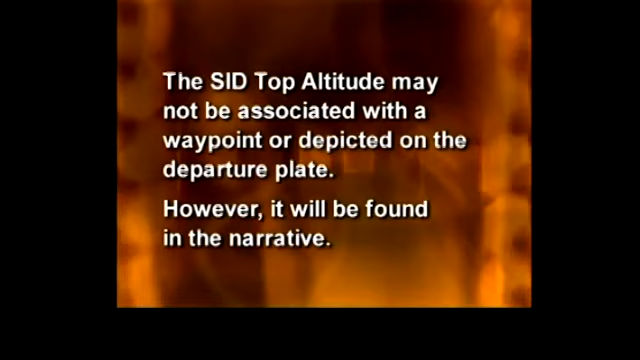 The SID Top Altitude may
not be associated with a
waypoint or depicted on the
departure plate.
However, it will be found
in the narrative.